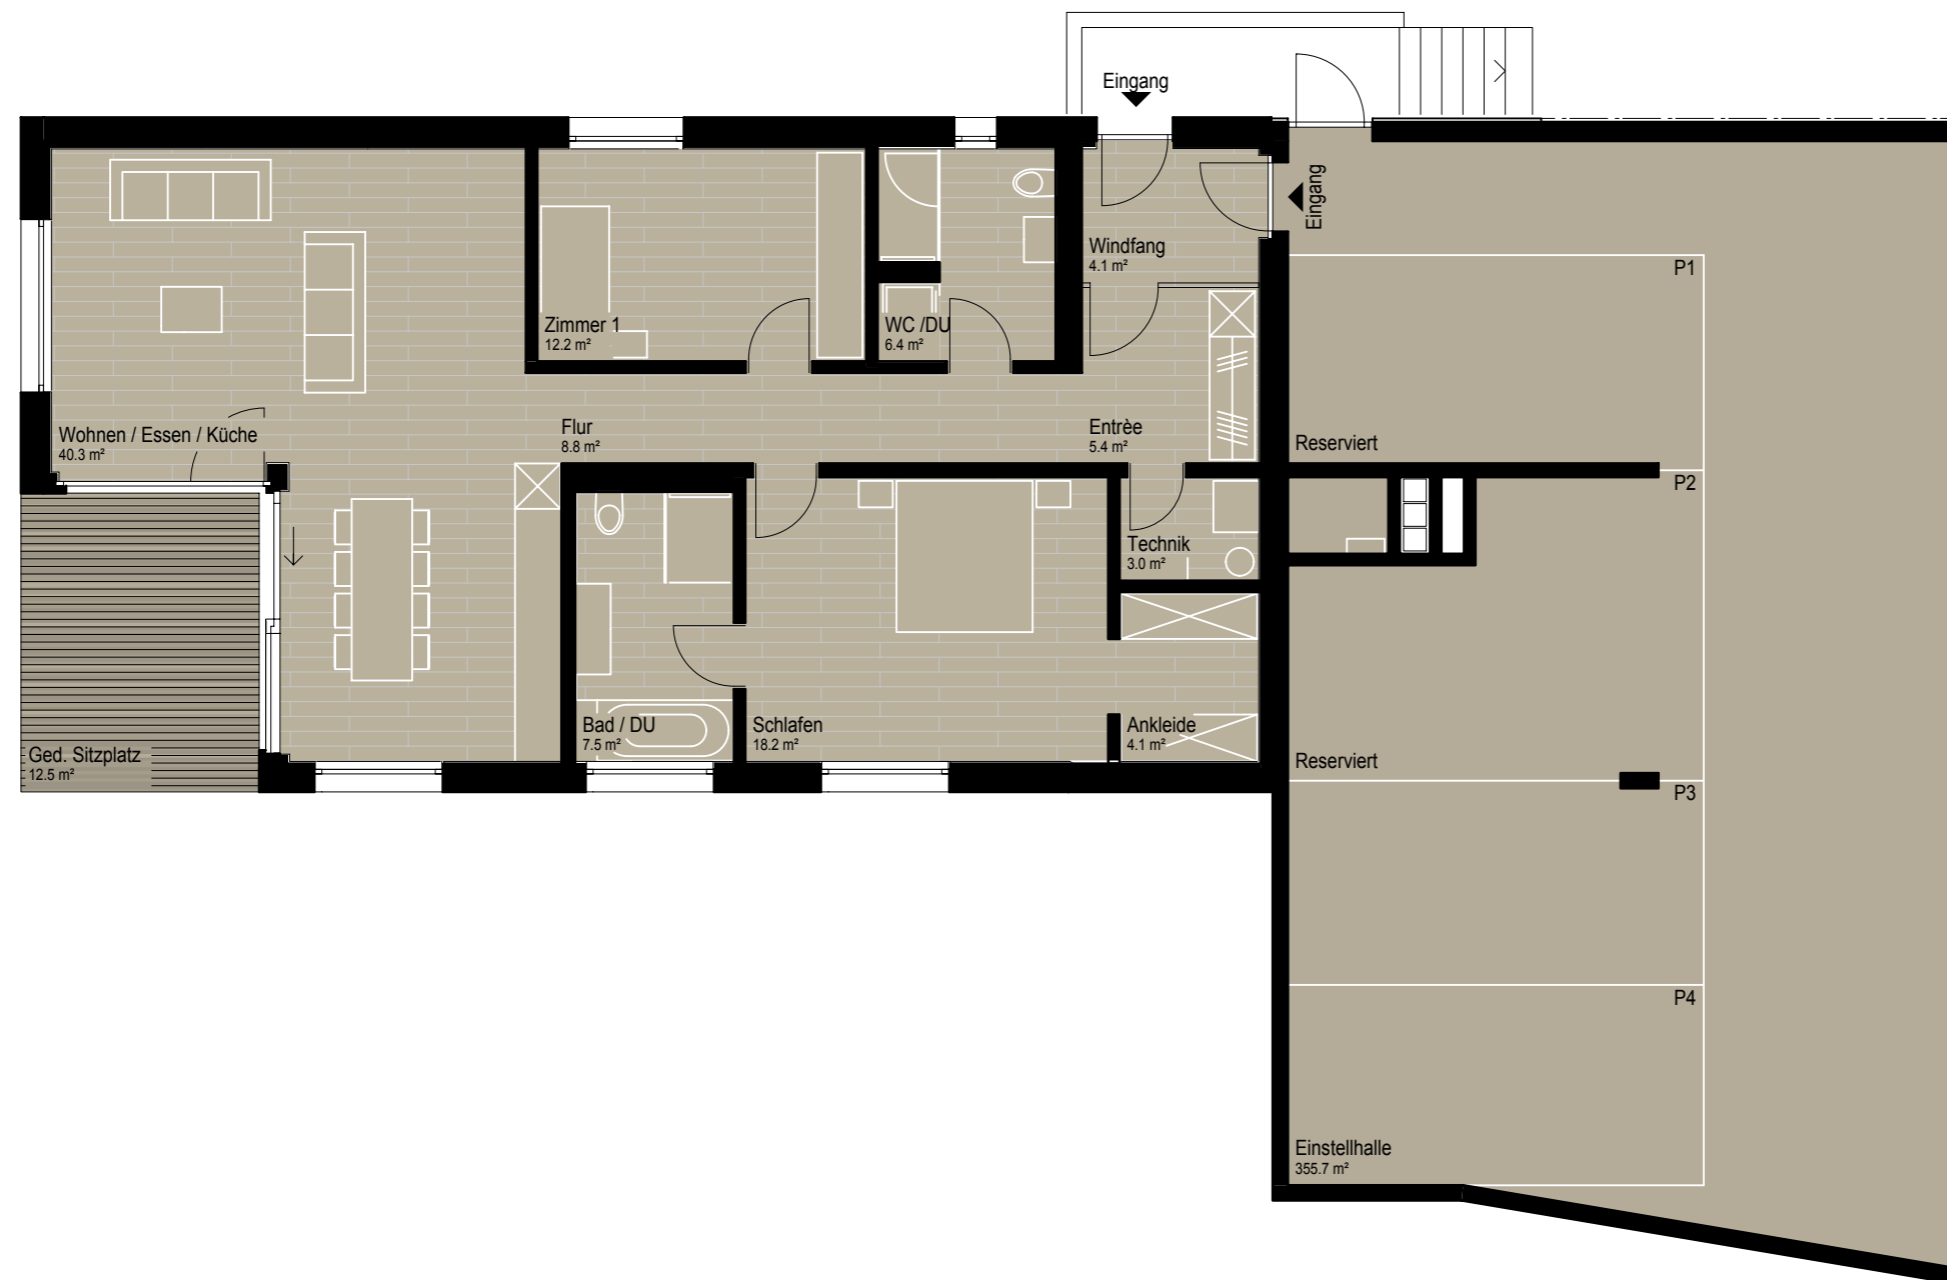 Eingang
Eingang
Windfang
4.1 m²
P1
Zimmer 1
12.2 m²
WC /DU
6.4 m²
Wohnen / Essen / Küche
40.3 m²
Flur
8.8 m²
Entrèe
5.4 m²
Reserviert
P2
Technik
3.0 m²
Ged. Sitzplatz
12.5 m²
Bad / DU
7.5 m²
Schlafen
18.2 m²
Ankleide
4.1 m²
Reserviert
P3
P4
Einstellhalle
355.7 m²